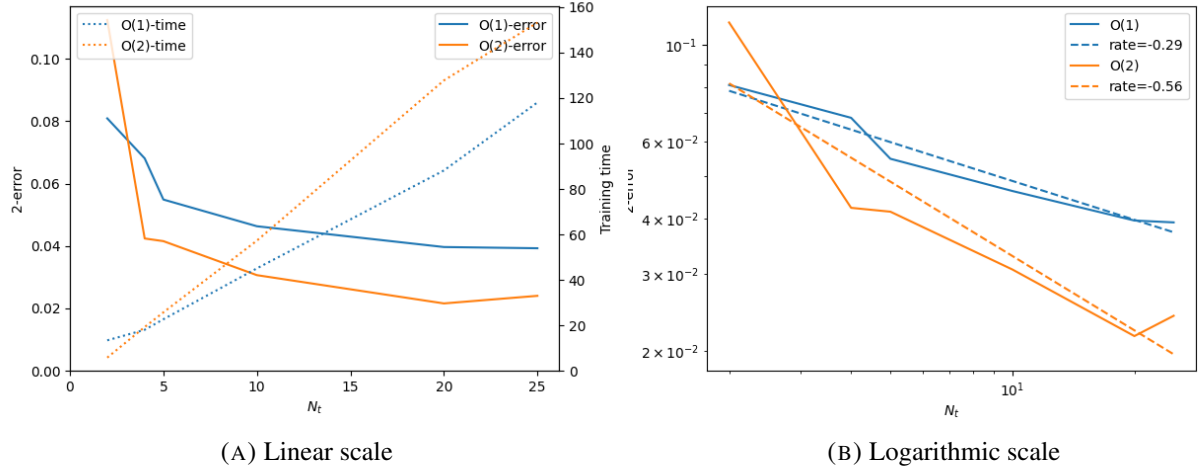 O(1)-time
O(2)-time
O(1)-error
O(2)-error
0.10
0.08
0.06
0.04
0.02
0.00
2-error
160
140
120
100
80
60
40
20
0
Training time
0 5 10 15 20 25
N_t
(A) Linear scale
O(1)
rate=-0.29
O(2)
rate=-0.56
10⁻¹
6 × 10⁻²
4 × 10⁻²
3 × 10⁻²
2 × 10⁻²
2-error
10¹
N_t
(B) Logarithmic scale